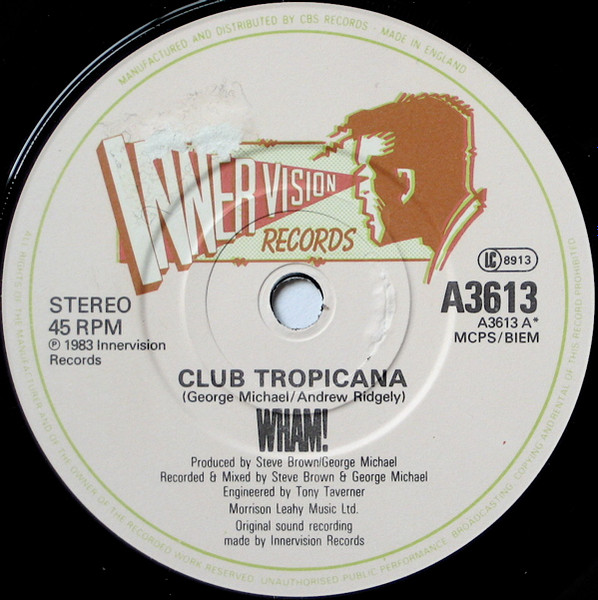 MANUFACTURED AND DISTRIBUTED BY CBS RECORDS · MADE IN ENGLAND
INNERVISION
RECORDS
LC 8913
STEREO
45 RPM
℗ 1983 Innervision
Records
A3613
A3613 A*
MCPS/BIEM
CLUB TROPICANA
(George Michael/Andrew Ridgely)
WHAM!
Produced by Steve Brown/George Michael
Recorded & Mixed by Steve Brown & George Michael
Engineered by Tony Taverner
Morrison Leahy Music Ltd.
Original sound recording
made by Innervision Records
ALL RIGHTS OF THE MANUFACTURER AND OF THE OWNER OF THE RECORDED WORK RESERVED. UNAUTHORISED PUBLIC PERFORMANCE, BROADCASTING, COPYING AND RENTAL OF THIS RECORD PROHIBITED